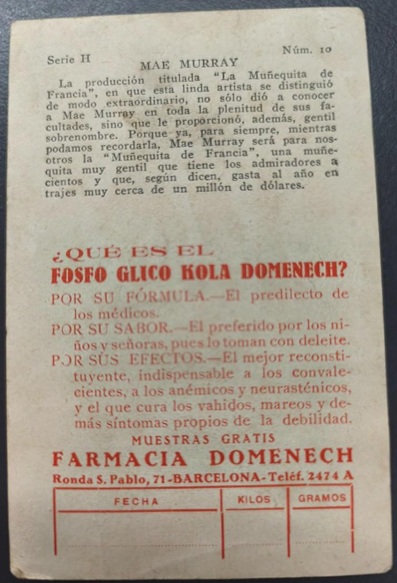 Serie H
Núm. 10
MAE MURRAY
La producción titulada "La Muñequita de
Francia", en que esta linda artista se distinguió
de modo extraordinario, no sólo dió a conocer
a Mae Murray en toda la plenitud de sus fa-
cultades, sino que le proporcionó, además, gentil
sobrenombre. Porque ya, para siempre, mientras
podamos recordarla, Mae Murray será para nos-
otros la "Muñequita de Francia", una muñe-
quita muy gentil que tiene los admiradores a
cientos y que, según dicen, gasta al año en
trajes muy cerca de un millón de dólares.
¿QUÉ ES EL
FOSFO GLICO KOLA DOMENECH?
POR SU FÓRMULA.—El predilecto de
los médicos.
POR SU SABOR.—El preferido por los ni-
ños y señoras, pues lo toman con deleite.
POR SUS EFECTOS.—El mejor reconsti-
tuyente, indispensable a los convale-
cientes, a los anémicos y neurasténicos,
y el que cura los vahidos, mareos y de-
más síntomas propios de la debilidad.
MUESTRAS GRATIS
FARMACIA DOMENECH
Ronda S. Pablo, 71-BARCELONA-Teléf. 2474 A
FECHA
KILOS
GRAMOS